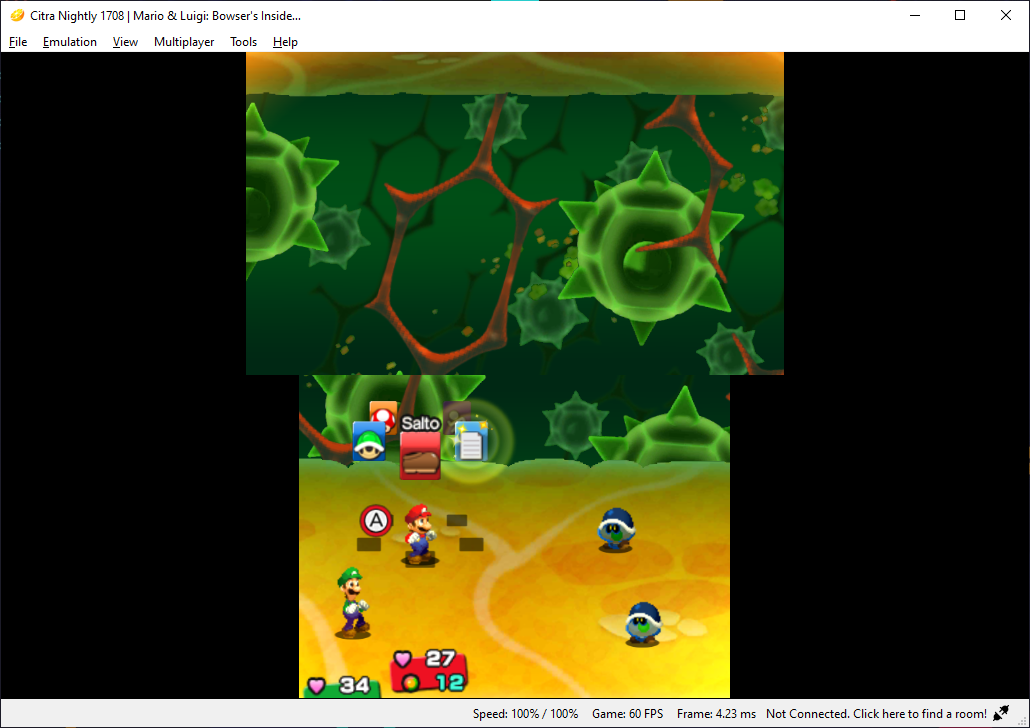 Citra Nightly 1708 | Mario & Luigi: Bowser's Inside...
File Emulation View Multiplayer Tools Help
Salto
A
27
12
34
Speed: 100% / 100% Game: 60 FPS Frame: 4.23 ms Not Connected. Click here to find a room!